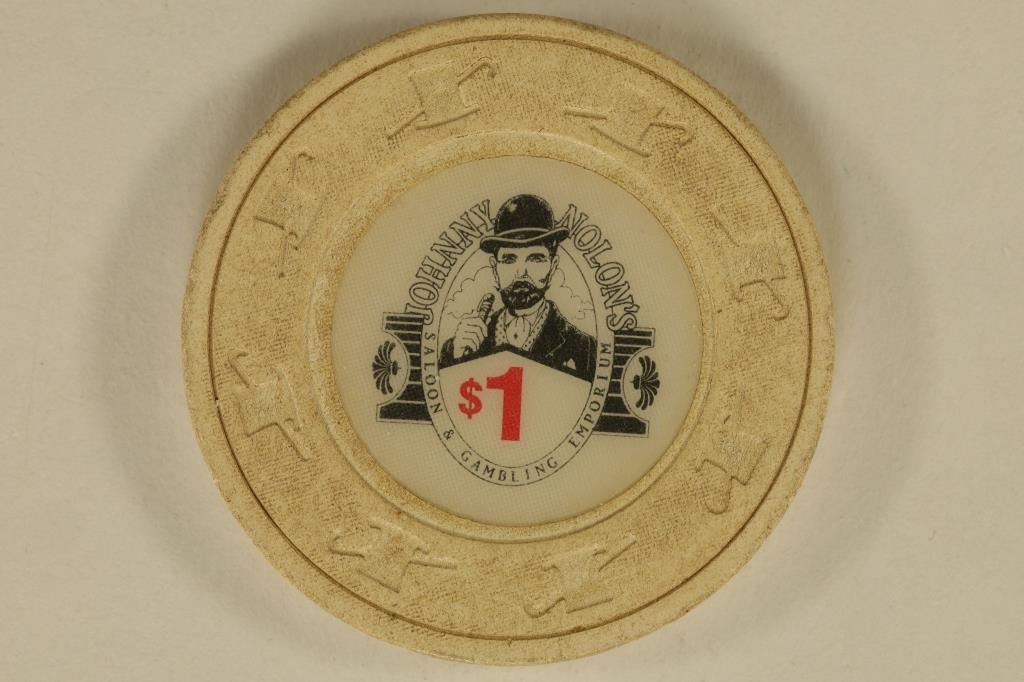 JOHNNY NOLON'S
$1
SALOON & GAMBLING EMPORIUM